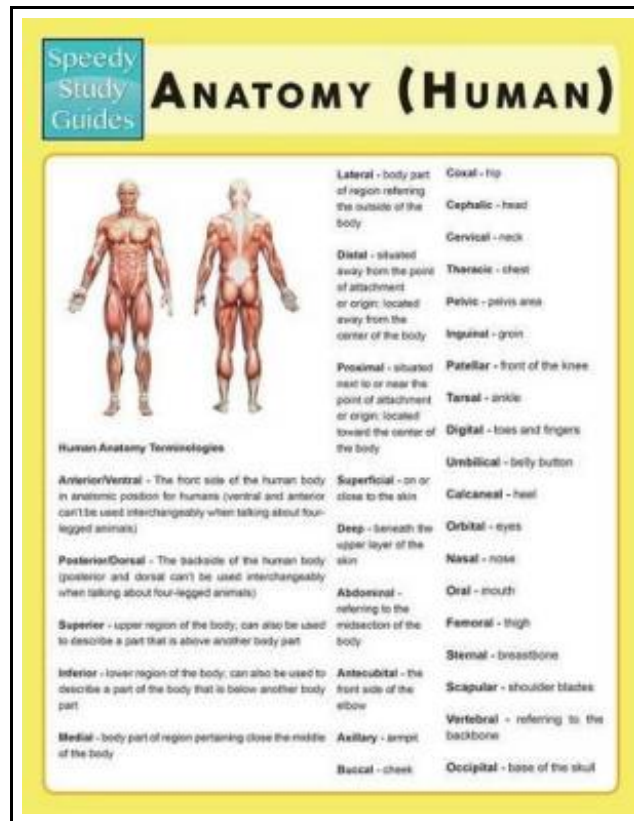 Speedy
Study
Guides
ANATOMY (HUMAN)
Human Anatomy Terminologies
Anterior/Ventral - The front side of the human body
in anatomic position for humans (ventral and anterior
can't be used interchangeably when talking about four-
legged animals)
Posterior/Dorsal - The backside of the human body
(posterior and dorsal can't be used interchangeably
when talking about four-legged animals)
Superior - upper region of the body, can also be used
to describe a part that is above another body part
Inferior - lower region of the body, can also be used to
describe a part of the body that is below another body
part
Medial - body part of region pertaining close the middle
of the body
Lateral - body part
of region referring
the outside of the
body
Distal - situated
away from the point
of attachment
or origin: located
away from the
center of the body
Proximal - situated
next to or near the
point of attachment
or origin: located
toward the center of
the body
Superficial - on or
close to the skin
Deep - beneath the
upper layer of the
skin
Abdominal -
referring to the
midsection of the
body
Antecubital - the
front side of the
elbow
Axillary - armpit
Buccal - cheek
Coxal - hip
Cephalic - head
Cervical - neck
Thoracic - chest
Pelvic - pelvis area
Inguinal - groin
Patellar - front of the knee
Tarsal - ankle
Digital - toes and fingers
Umbilical - belly button
Calcaneal - heel
Orbital - eyes
Nasal - nose
Oral - mouth
Femoral - thigh
Sternal - breastbone
Scapular - shoulder blades
Vertebral - referring to the
backbone
Occipital - base of the skull